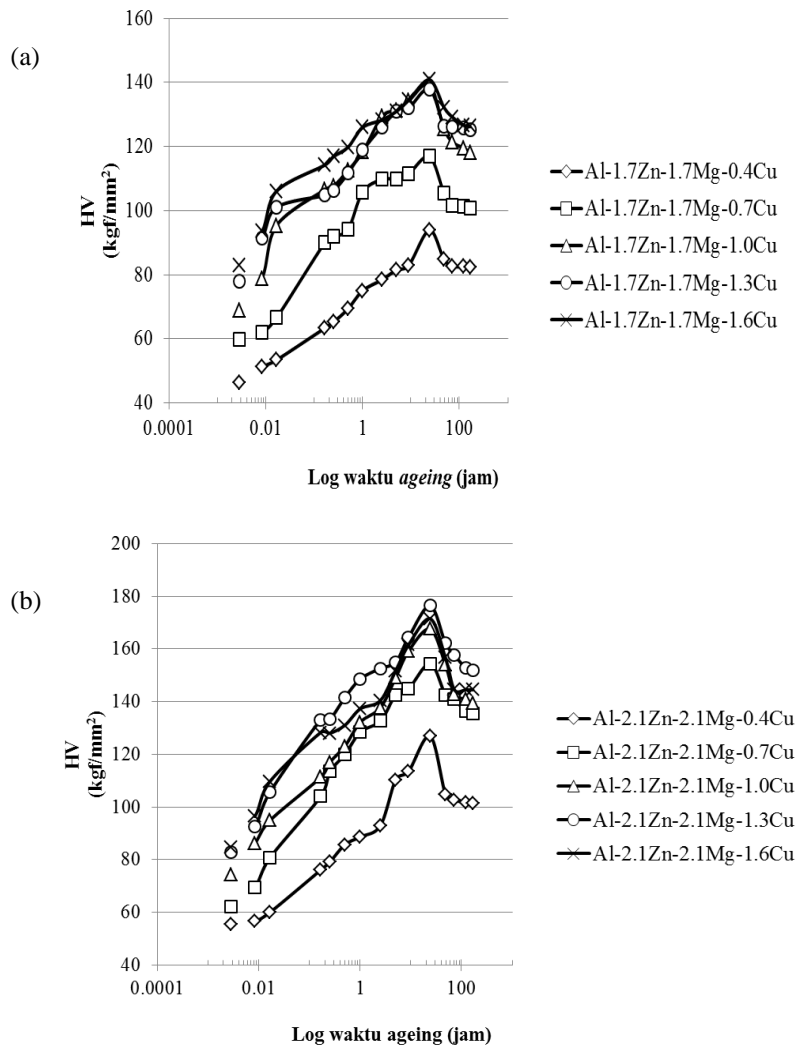 (a)
160
140
120
100
80
60
40
HV
(kgf/mm²)
0.0001
0.01
1
100
Log waktu ageing (jam)
Al-1.7Zn-1.7Mg-0.4Cu
Al-1.7Zn-1.7Mg-0.7Cu
Al-1.7Zn-1.7Mg-1.0Cu
Al-1.7Zn-1.7Mg-1.3Cu
Al-1.7Zn-1.7Mg-1.6Cu
(b)
200
180
160
140
120
100
80
60
40
HV
(kgf/mm²)
0.0001
0.01
1
100
Log waktu ageing (jam)
Al-2.1Zn-2.1Mg-0.4Cu
Al-2.1Zn-2.1Mg-0.7Cu
Al-2.1Zn-2.1Mg-1.0Cu
Al-2.1Zn-2.1Mg-1.3Cu
Al-2.1Zn-2.1Mg-1.6Cu